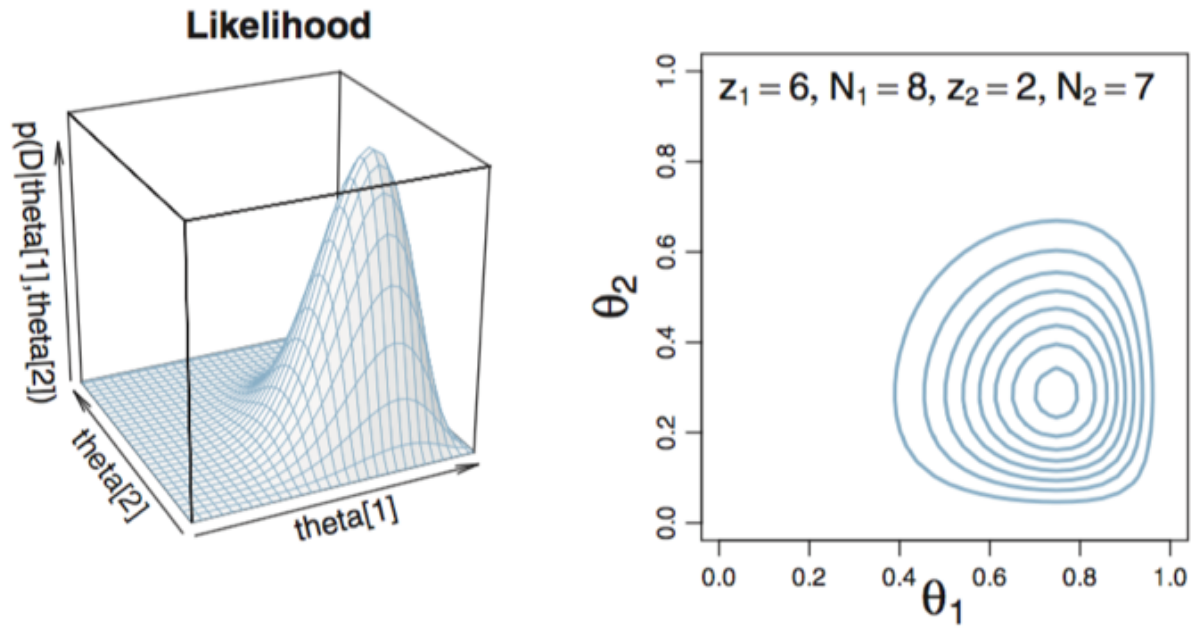 Likelihood
p(D|theta[1],theta[2])
theta[2]
theta[1]
z₁ = 6, N₁ = 8, z₂ = 2, N₂ = 7
θ₂
1.0
0.8
0.6
0.4
0.2
0.0
0.0 0.2 0.4 0.6 0.8 1.0
θ₁